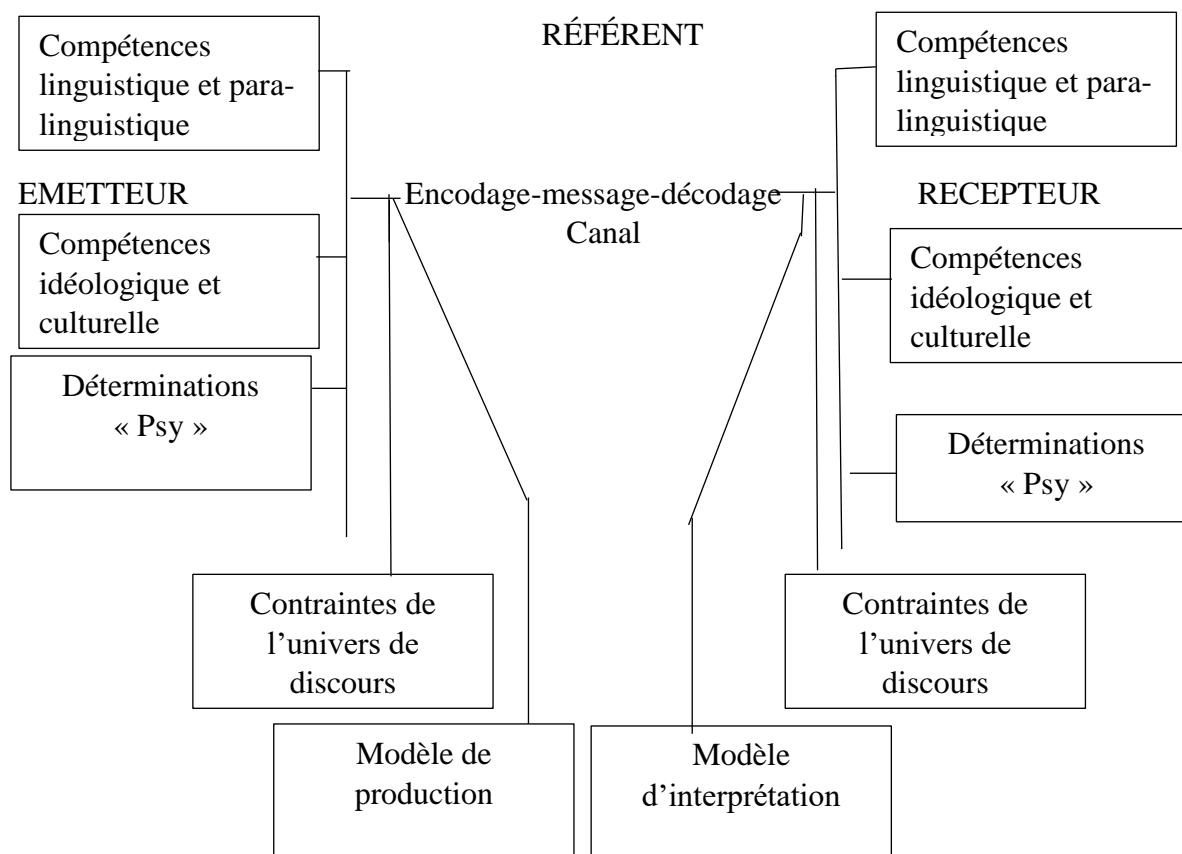 Compétences
linguistique et para-
linguistique
RÉFÉRENT
Compétences
linguistique et para-
linguistique
EMETTEUR
Encodage-message-décodage
Canal
RECEPTEUR
Compétences
idéologique et
culturelle
Compétences
idéologique et
culturelle
Déterminations
« Psy »
Déterminations
« Psy »
Contraintes de
l’univers de
discours
Contraintes de
l’univers de
discours
Modèle de
production
Modèle
d’interprétation